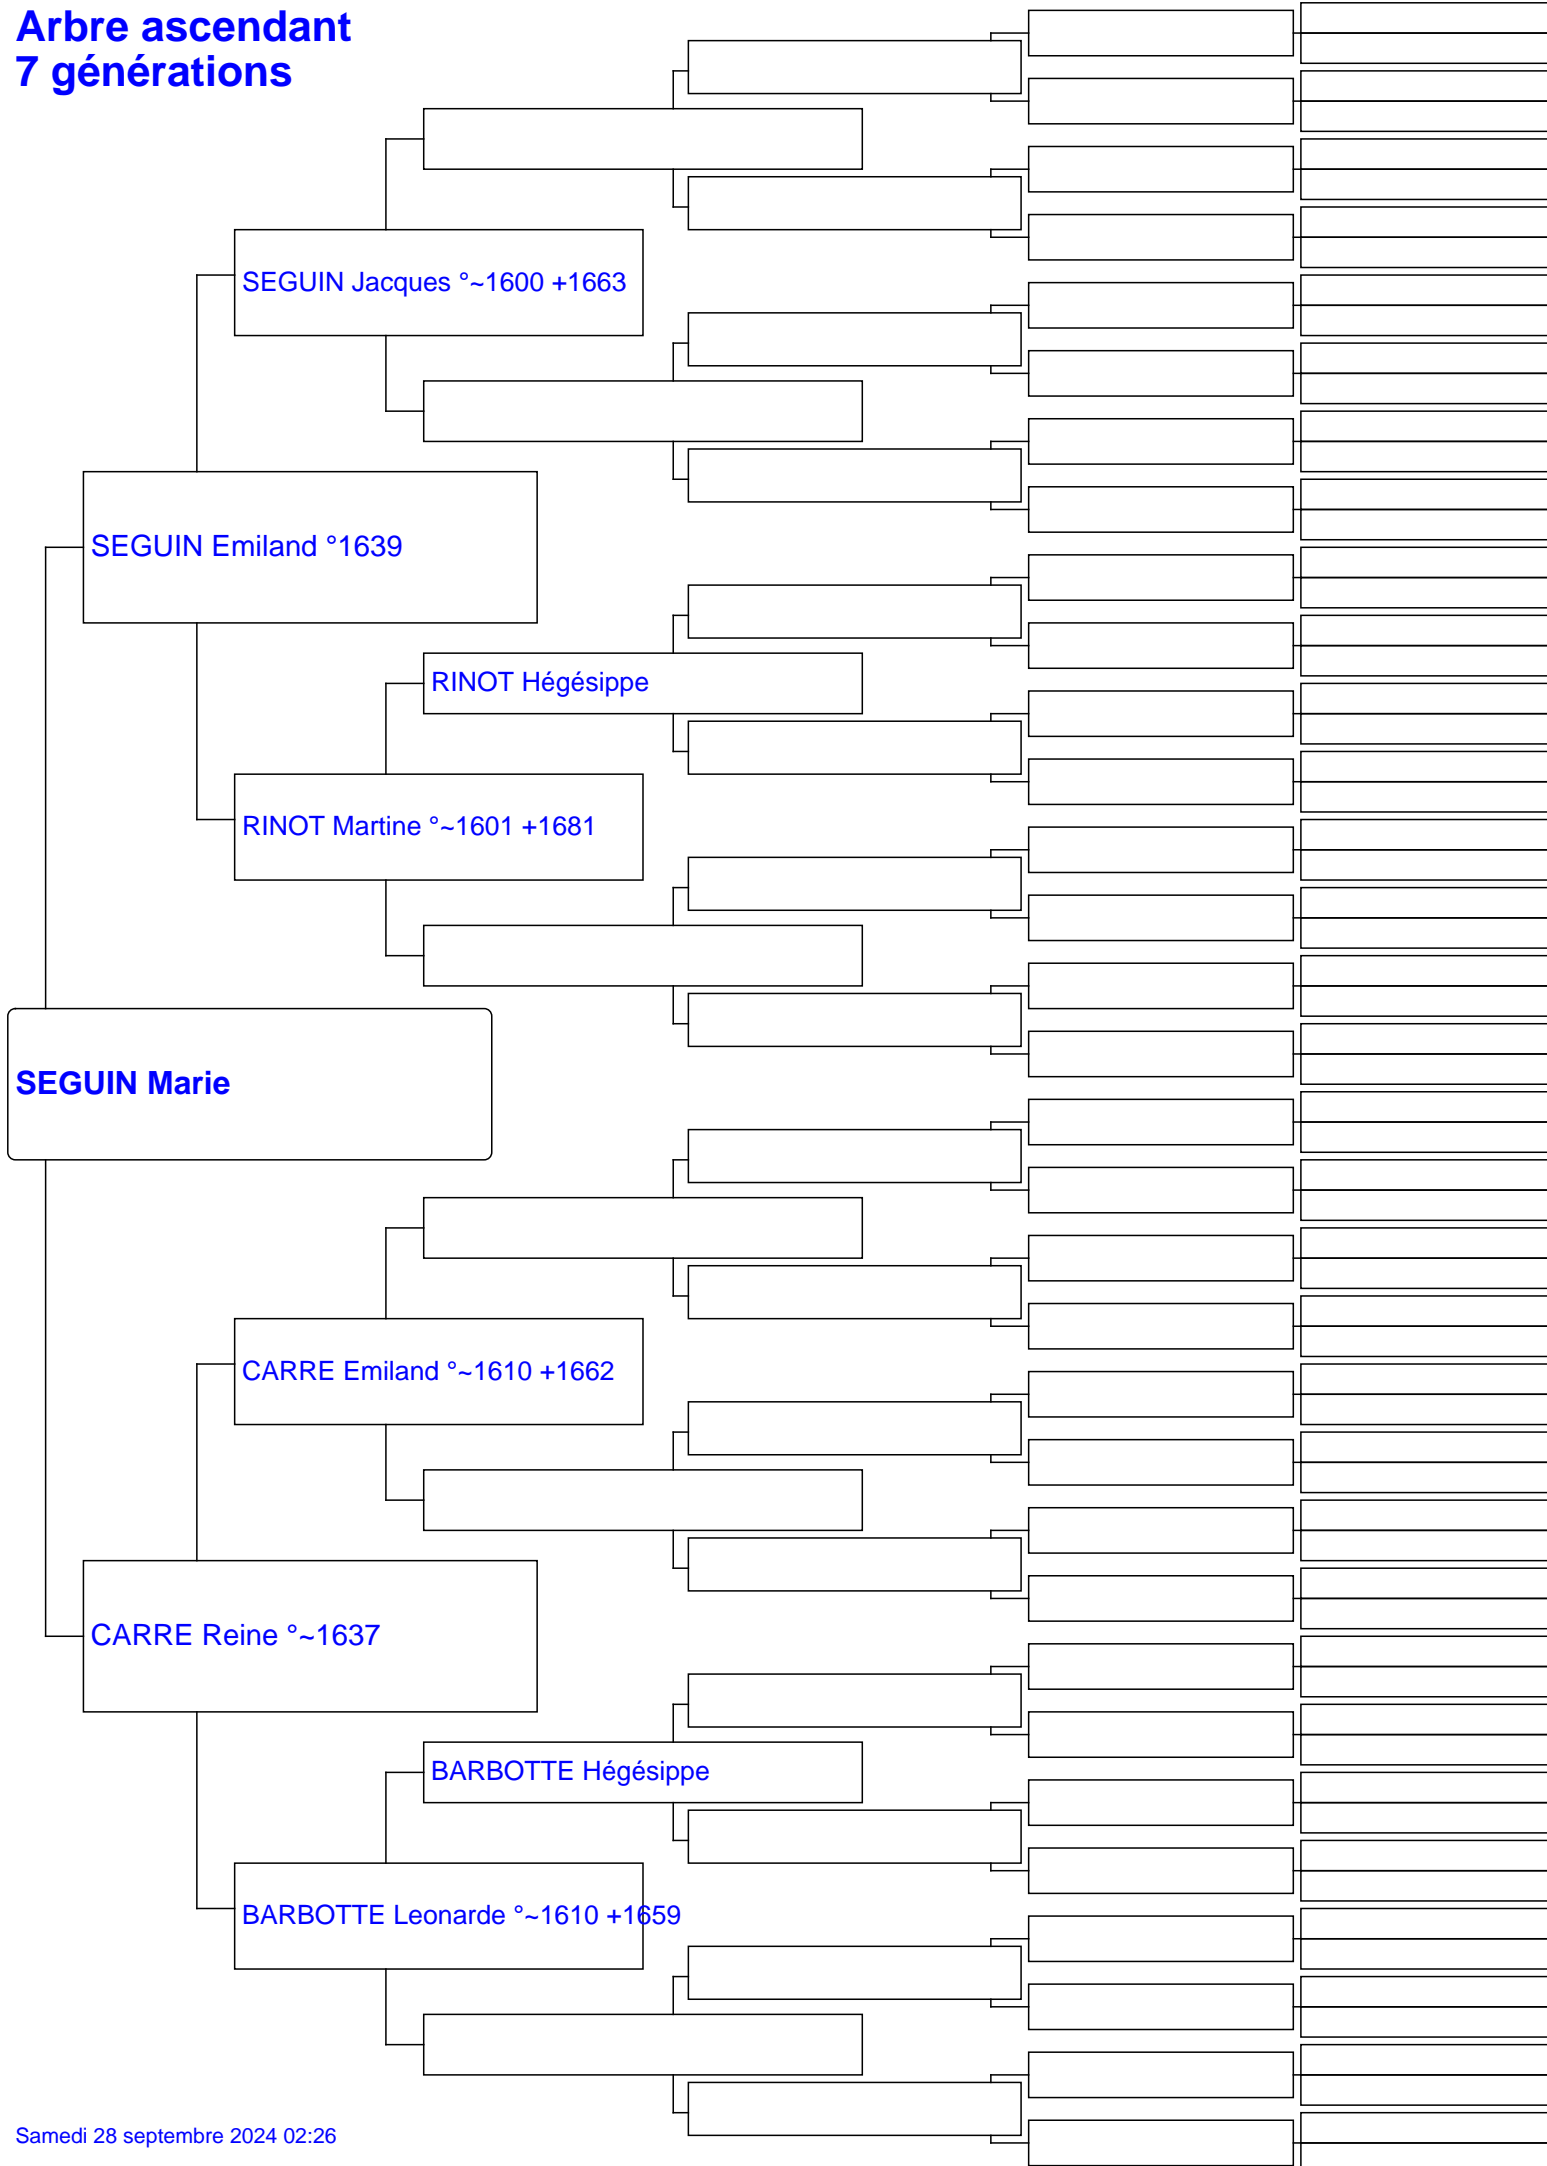 Arbre ascendant
7 générations
SEGUIN Jacques °~1600 +1663
SEGUIN Emiland °1639
RINOT Hégésippe
RINOT Martine °~1601 +1681
SEGUIN Marie
CARRE Emiland °~1610 +1662
CARRE Reine °~1637
BARBOTTE Hégésippe
BARBOTTE Leonarde °~1610 +1659
Samedi 28 septembre 2024 02:26